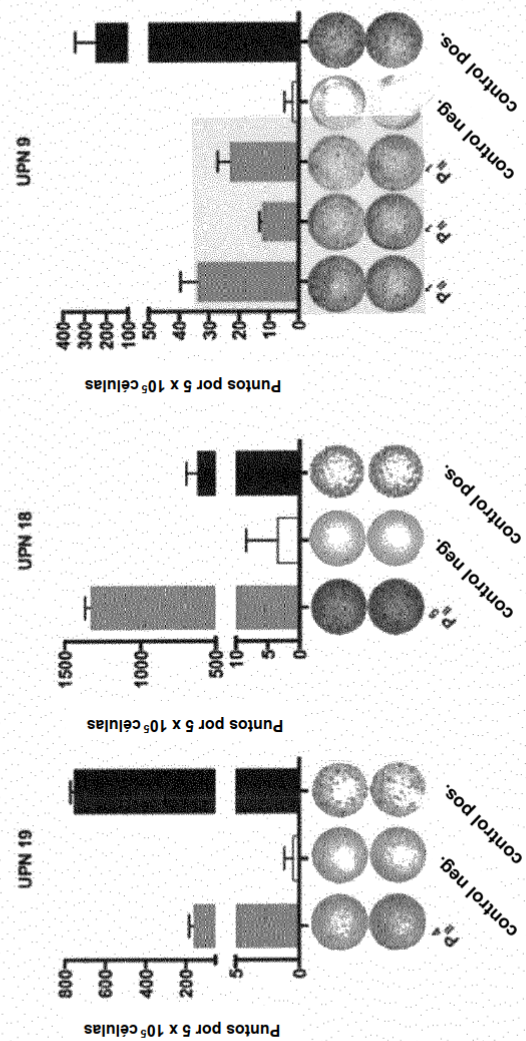 UPN 19
Puntos por 5 x 10⁵ células
800
600
400
200
5
0
control neg.
control pos.
UPN 18
Puntos por 5 x 10⁵ células
1500
1000
500
10
5
0
control neg.
control pos.
UPN 9
Puntos por 5 x 10⁵ células
400
300
200
100
50
40
30
20
10
0
control neg.
control pos.